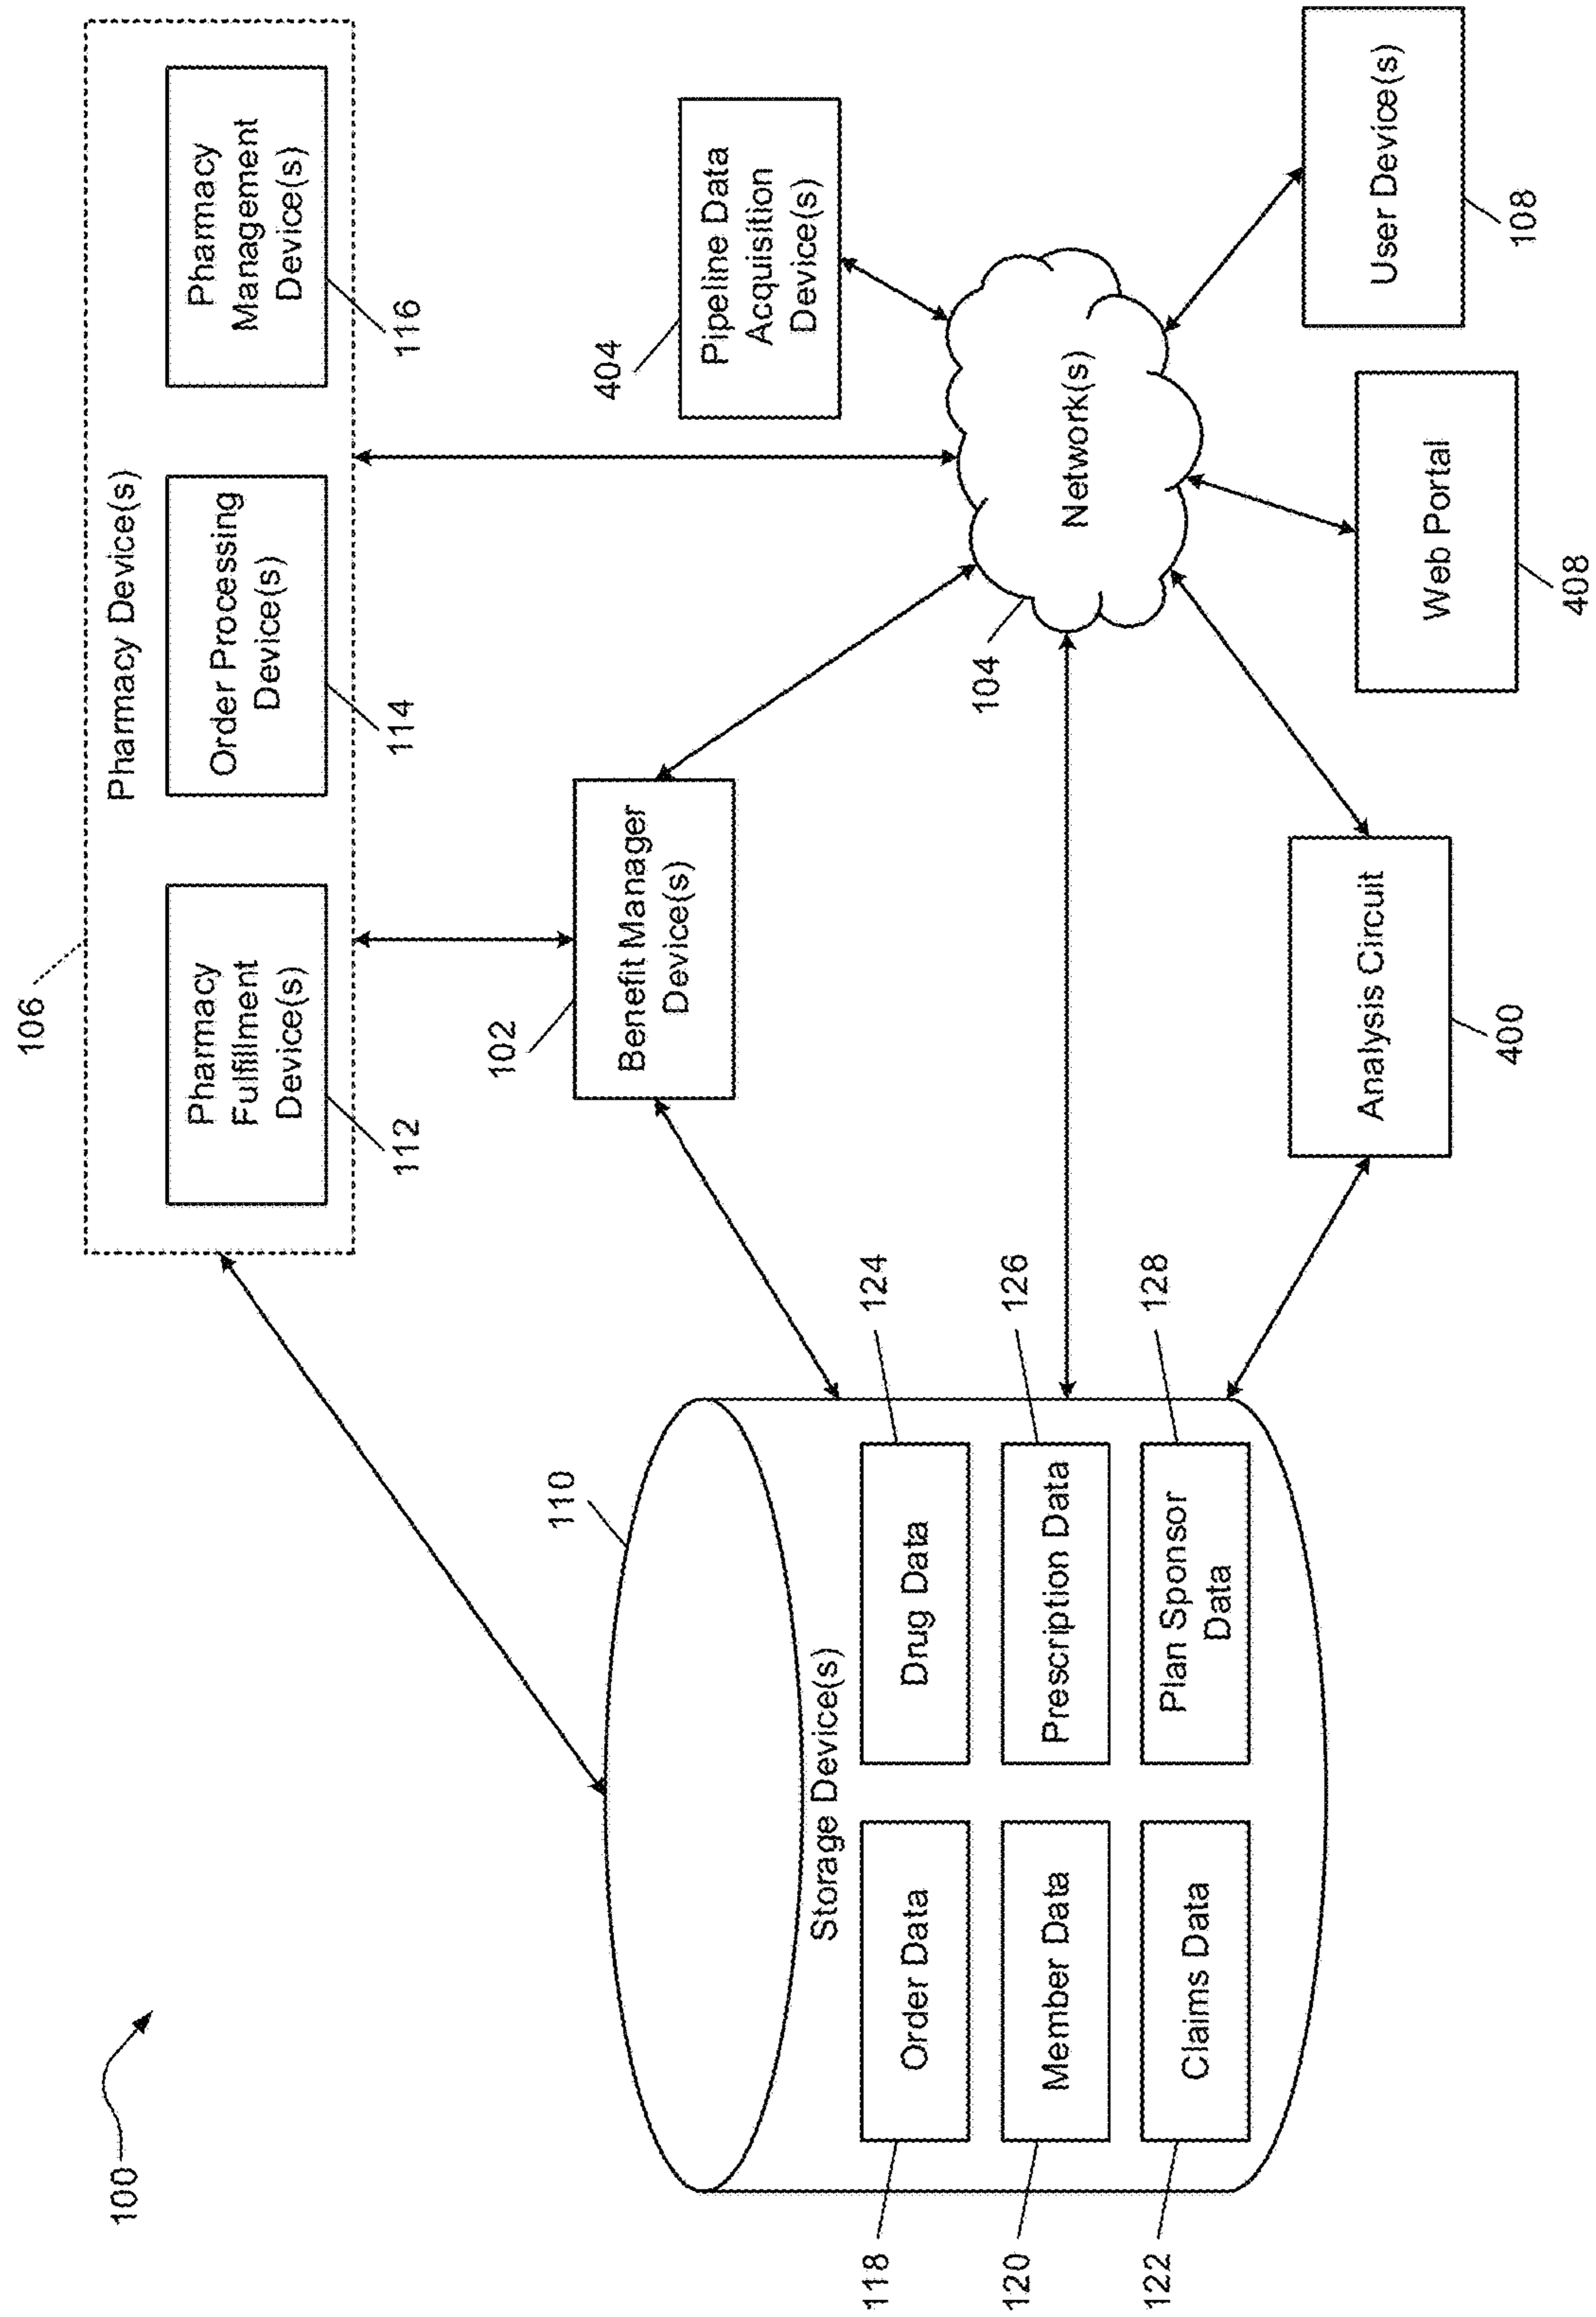 100
106
Pharmacy Device(s)
Pharmacy
Fulfillment
Device(s)
112
Order Processing
Device(s)
114
Pharmacy
Management
Device(s)
116
102
Benefit Manager
Device(s)
404
Pipeline Data
Acquisition
Device(s)
110
Storage Device(s)
Order Data
118
Drug Data
124
Member Data
120
Prescription Data
126
Claims Data
122
Plan Sponsor
Data
128
104
Network(s)
Analysis Circuit
400
Web Portal
408
User Device(s)
108